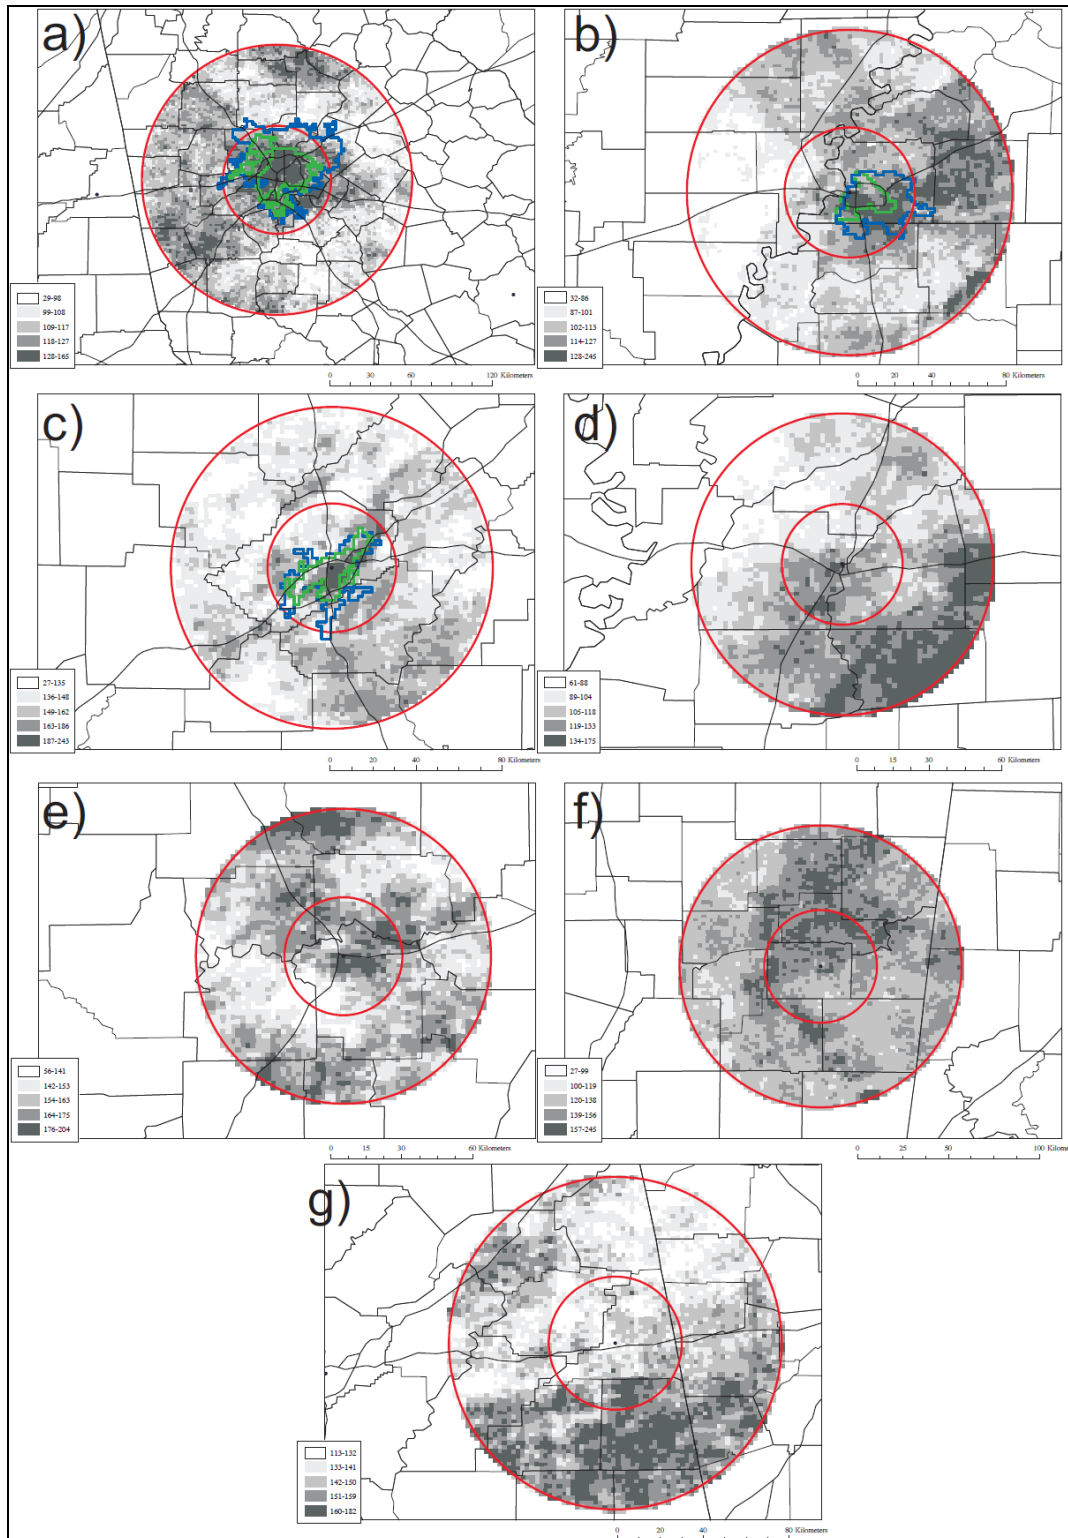 a)
29-98
99-108
109-117
118-127
128-165
0 30 60 120 Kilometers
b)
32-86
87-101
102-113
114-127
128-245
0 20 40 80 Kilometers
c)
27-135
136-148
149-162
163-186
187-243
0 20 40 80 Kilometers
d)
61-88
89-104
105-118
119-133
134-175
0 15 30 60 Kilometers
e)
56-141
142-153
154-163
164-175
176-204
0 15 30 60 Kilometers
f)
27-99
100-119
120-138
139-156
157-245
0 25 50 100 Kilome
g)
113-132
133-141
142-150
151-159
160-182
0 20 40 80 Kilometers